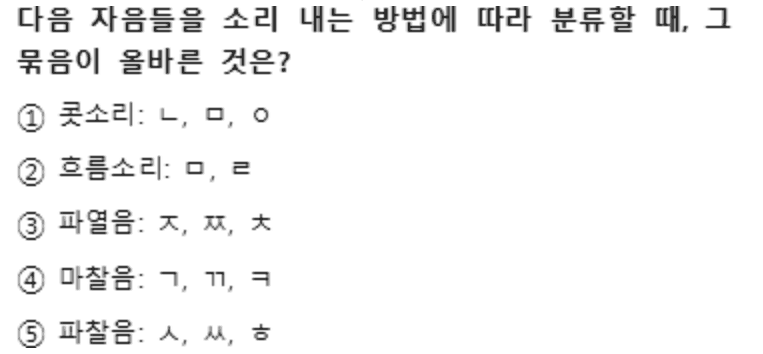 다음 자음들을 소리 내는 방법에 따라 분류할 때, 그
묶음이 올바른 것은?
① 콧소리: ㄴ, ㅁ, ㅇ
② 흐름소리: ㅁ, ㄹ
③ 파열음: ㅈ, ㅉ, ㅊ
④ 마찰음: ㄱ, ㄲ, ㅋ
⑤ 파찰음: ㅅ, ㅆ, ㅎ